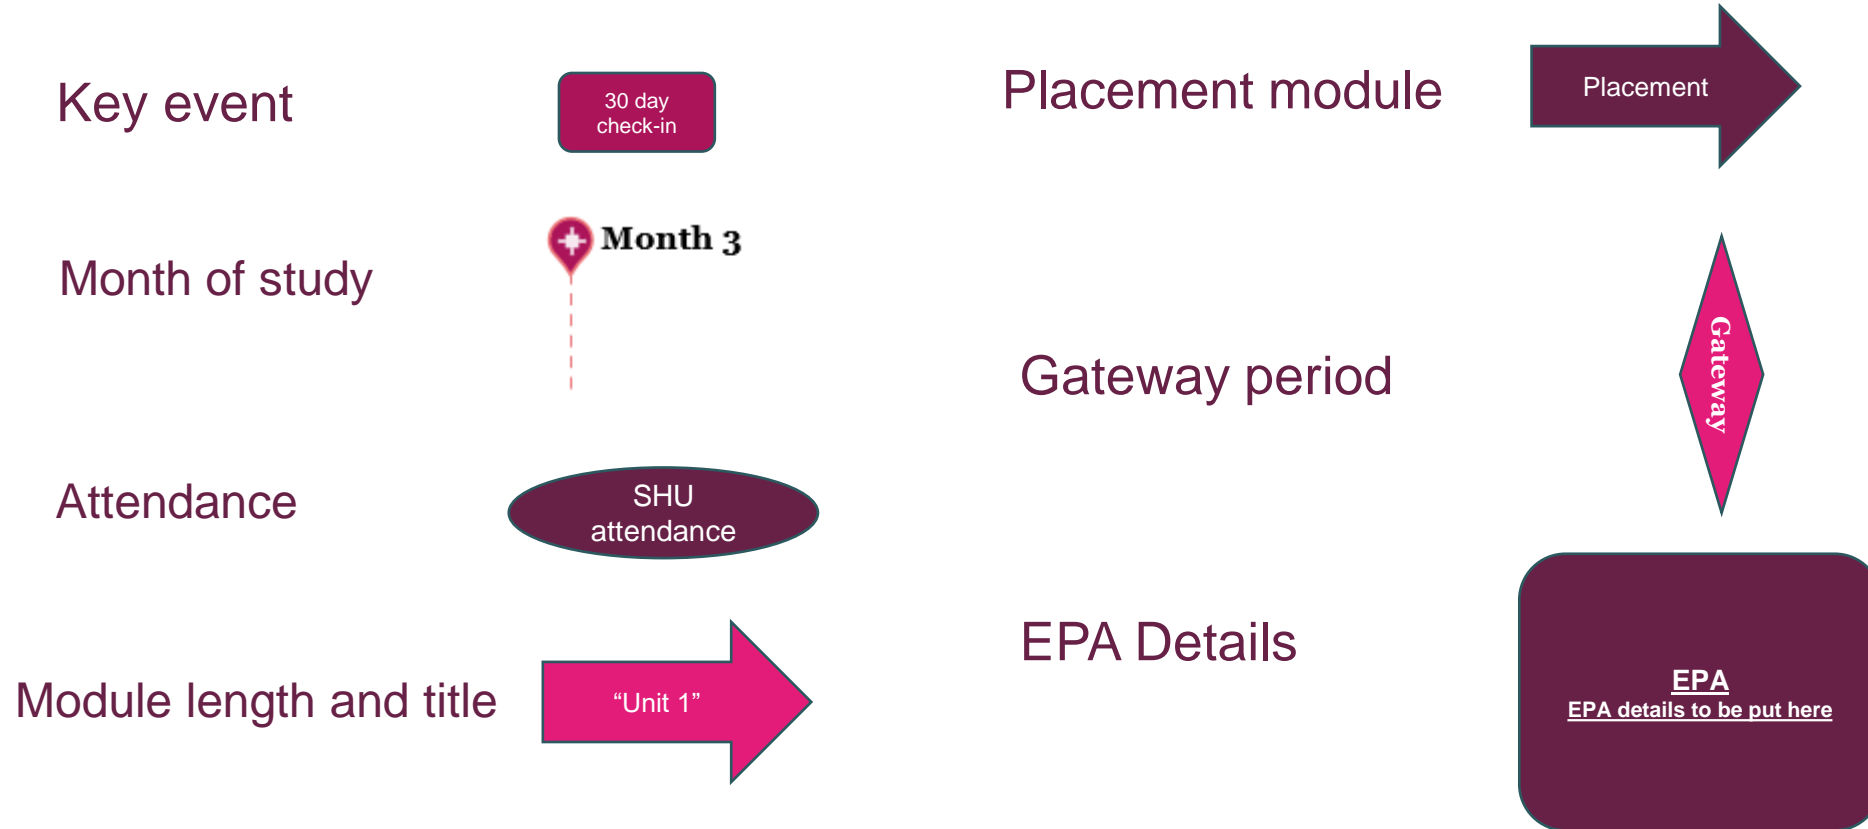 Key event
30 day
check-in
Month of study
Month 3
Attendance
SHU
attendance
Module length and title
“Unit 1”
Placement module
Placement
Gateway period
Gateway
EPA Details
EPA
EPA details to be put here